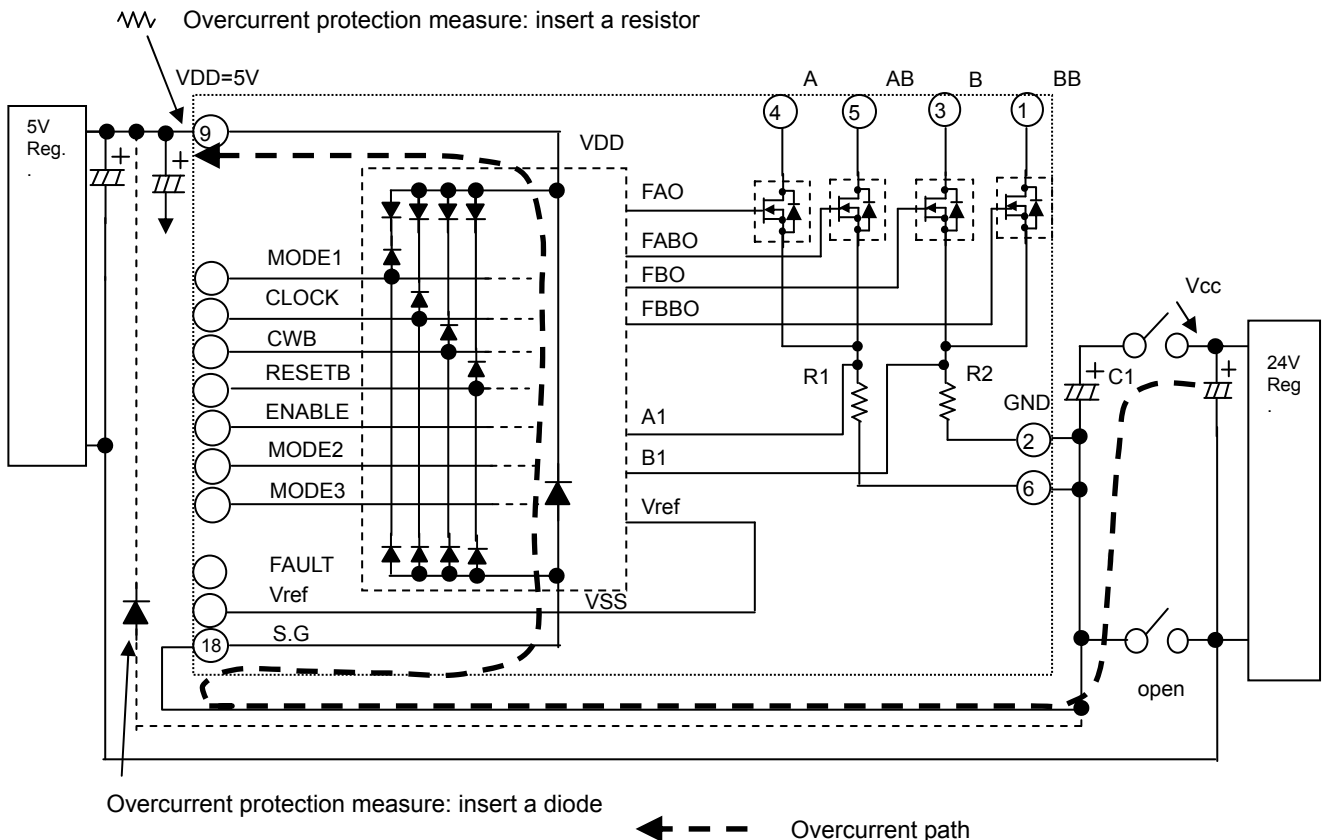 Overcurrent protection measure: insert a resistor
VDD=5V
A
AB
B
BB
4
5
3
1
5V
Reg.
.
+
+
9
VDD
FAO
FABO
FBO
FBBO
MODE1
CLOCK
CWB
RESETB
ENABLE
MODE2
MODE3
FAULT
Vref
S.G
18
VSS
A1
B1
Vref
R1
R2
GND
2
6
Vcc
+
C1
+
24V
Reg
.
open
Overcurrent protection measure: insert a diode
Overcurrent path